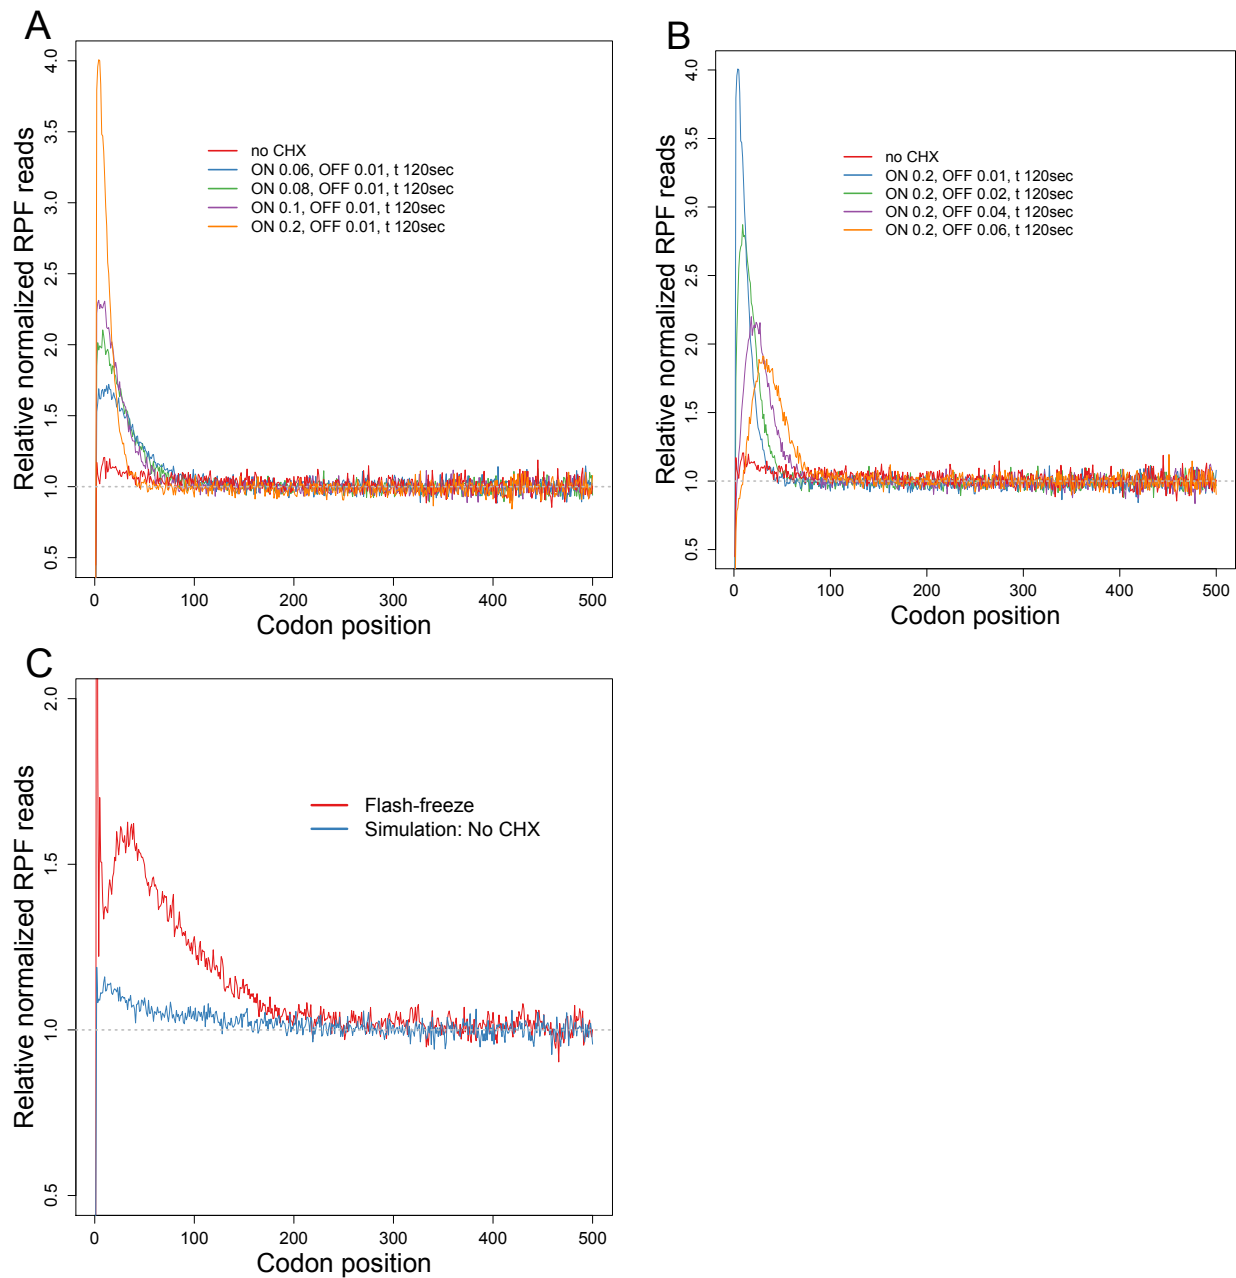 A
Relative normalized RPF reads
4.0
3.5
3.0
2.5
2.0
1.5
1.0
0.5
no CHX
ON 0.06, OFF 0.01, t 120sec
ON 0.08, OFF 0.01, t 120sec
ON 0.1, OFF 0.01, t 120sec
ON 0.2, OFF 0.01, t 120sec
0 100 200 300 400 500
Codon position
B
Relative normalized RPF reads
4.0
3.5
3.0
2.5
2.0
1.5
1.0
0.5
no CHX
ON 0.2, OFF 0.01, t 120sec
ON 0.2, OFF 0.02, t 120sec
ON 0.2, OFF 0.04, t 120sec
ON 0.2, OFF 0.06, t 120sec
0 100 200 300 400 500
Codon position
C
Relative normalized RPF reads
2.0
1.5
1.0
0.5
Flash-freeze
Simulation: No CHX
0 100 200 300 400 500
Codon position